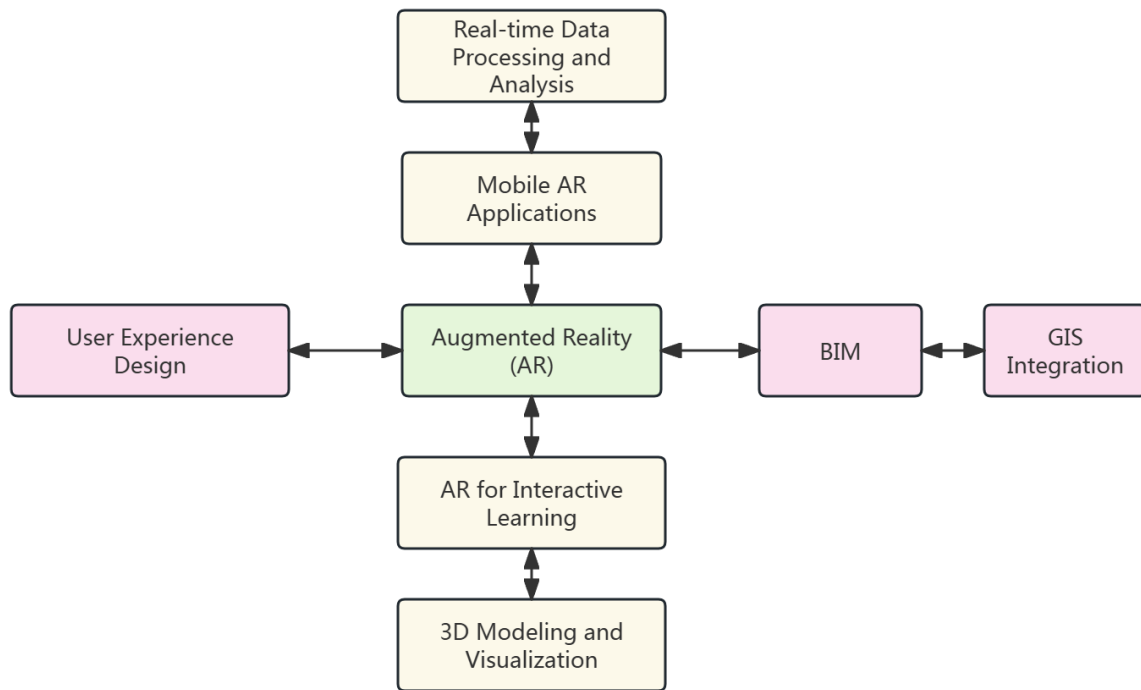 Real-time Data
Processing and
Analysis
Mobile AR
Applications
User Experience
Design
Augmented Reality
(AR)
BIM
GIS
Integration
AR for Interactive
Learning
3D Modeling and
Visualization